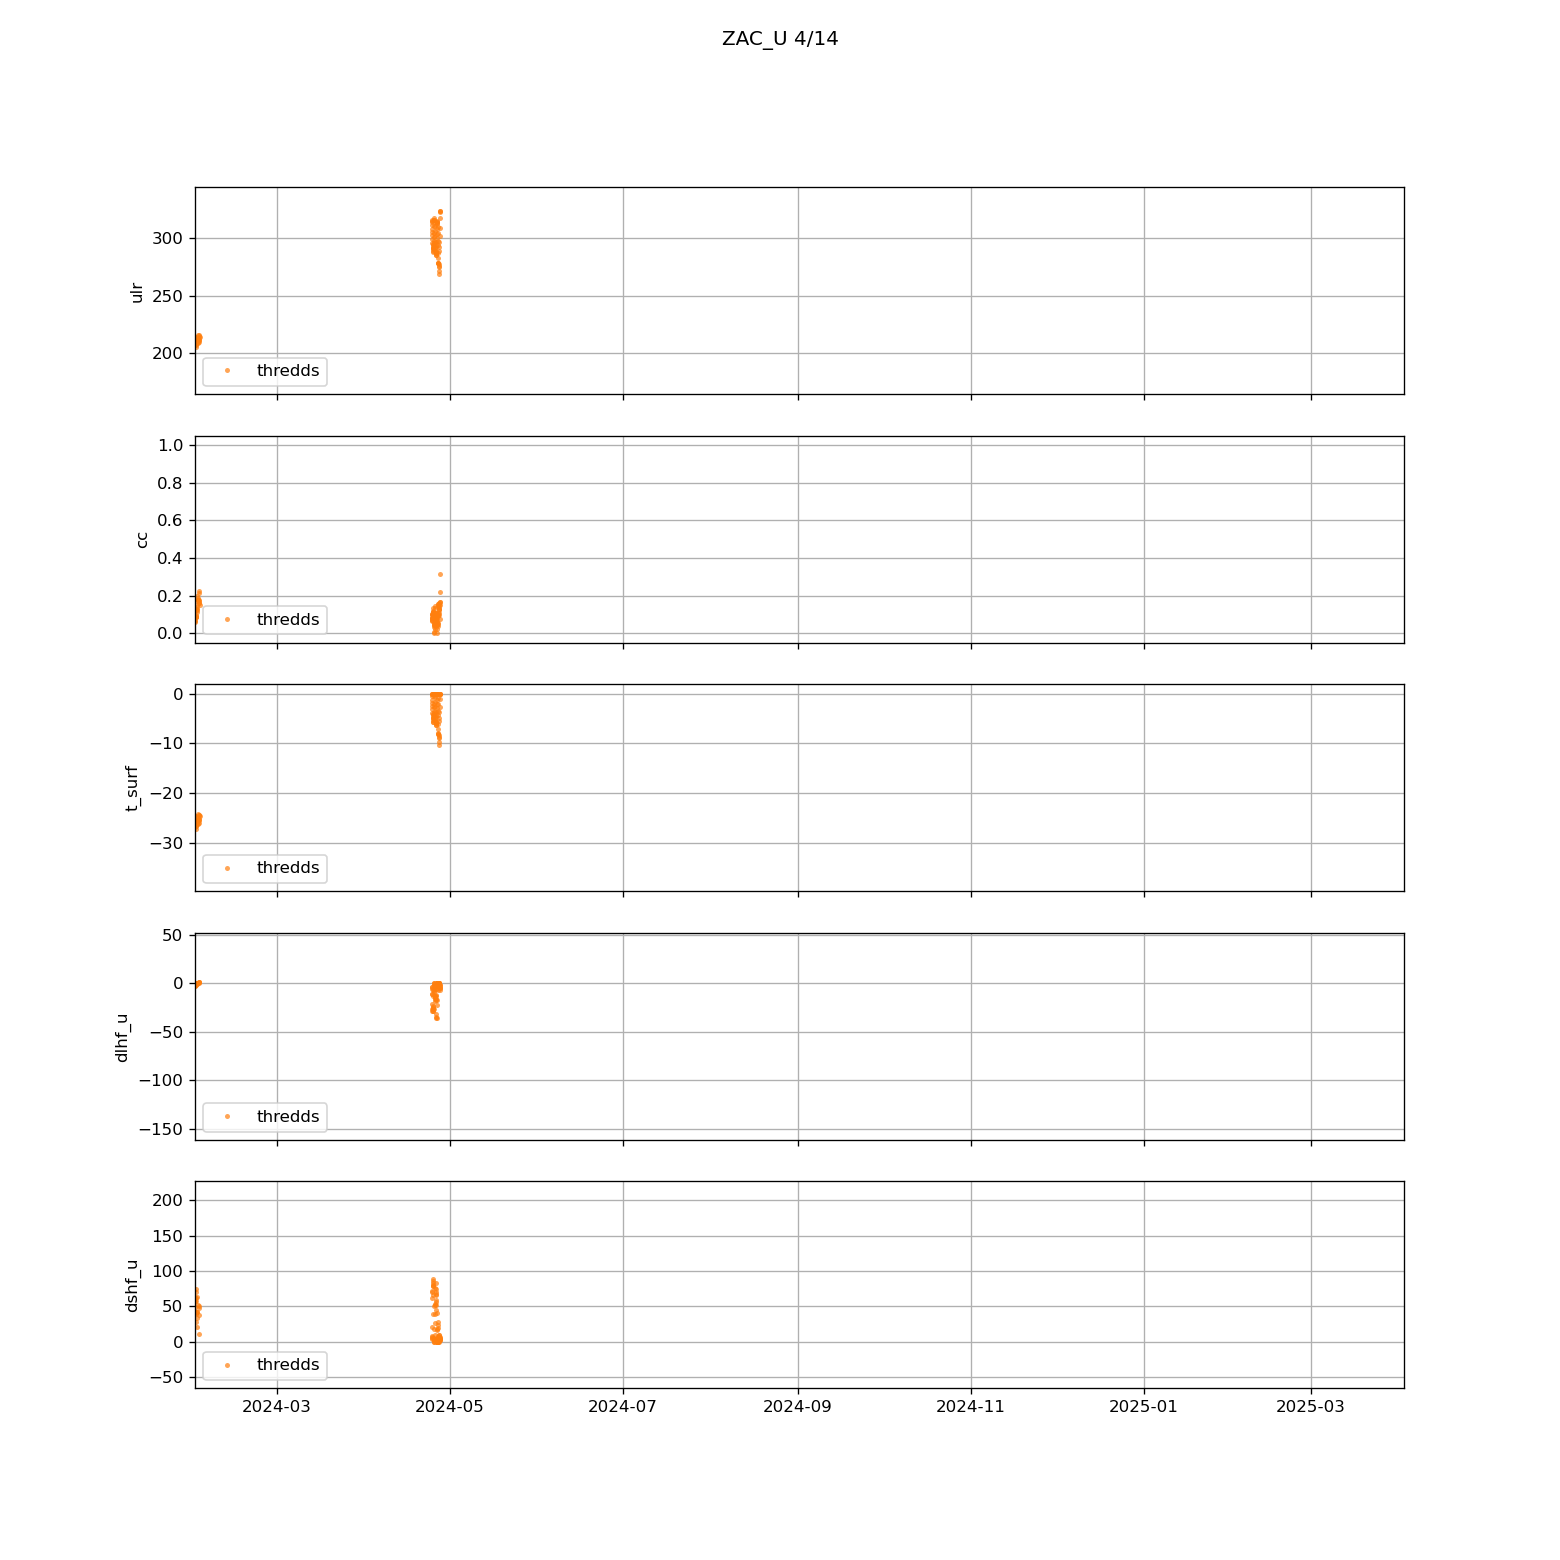 ZAC_U 4/14
300
250
200
ulr
thredds
1.0
0.8
0.6
0.4
0.2
0.0
cc
thredds
0
−10
−20
−30
t_surf
thredds
50
0
−50
−100
−150
dlhf_u
thredds
200
150
100
50
0
−50
dshf_u
thredds
2024-03 2024-05 2024-07 2024-09 2024-11 2025-01 2025-03